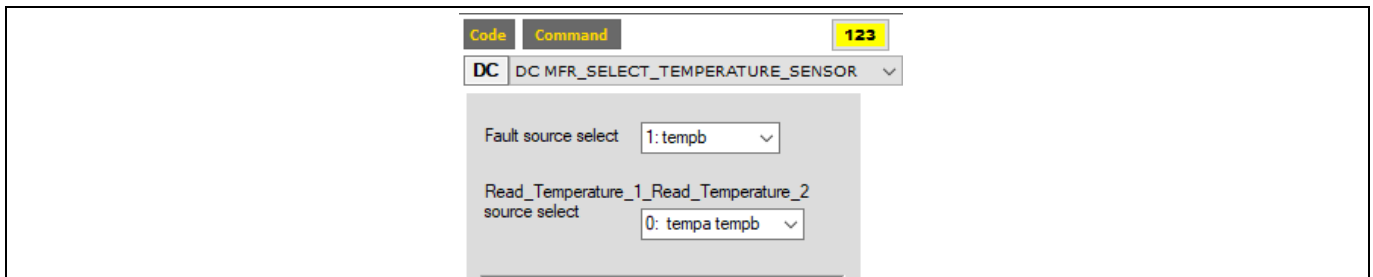 Code Command 123
DC DC MFR_SELECT_TEMPERATURE_SENSOR
Fault source select 1: tempb
Read_Temperature_1_Read_Temperature_2
source select 0: tempa tempb